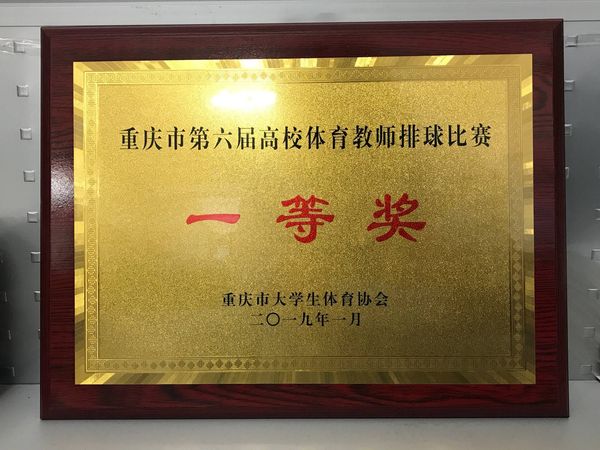 重庆市第六届高校体育教师排球比赛
一等奖
重庆市大学生体育协会
二〇一九年一月